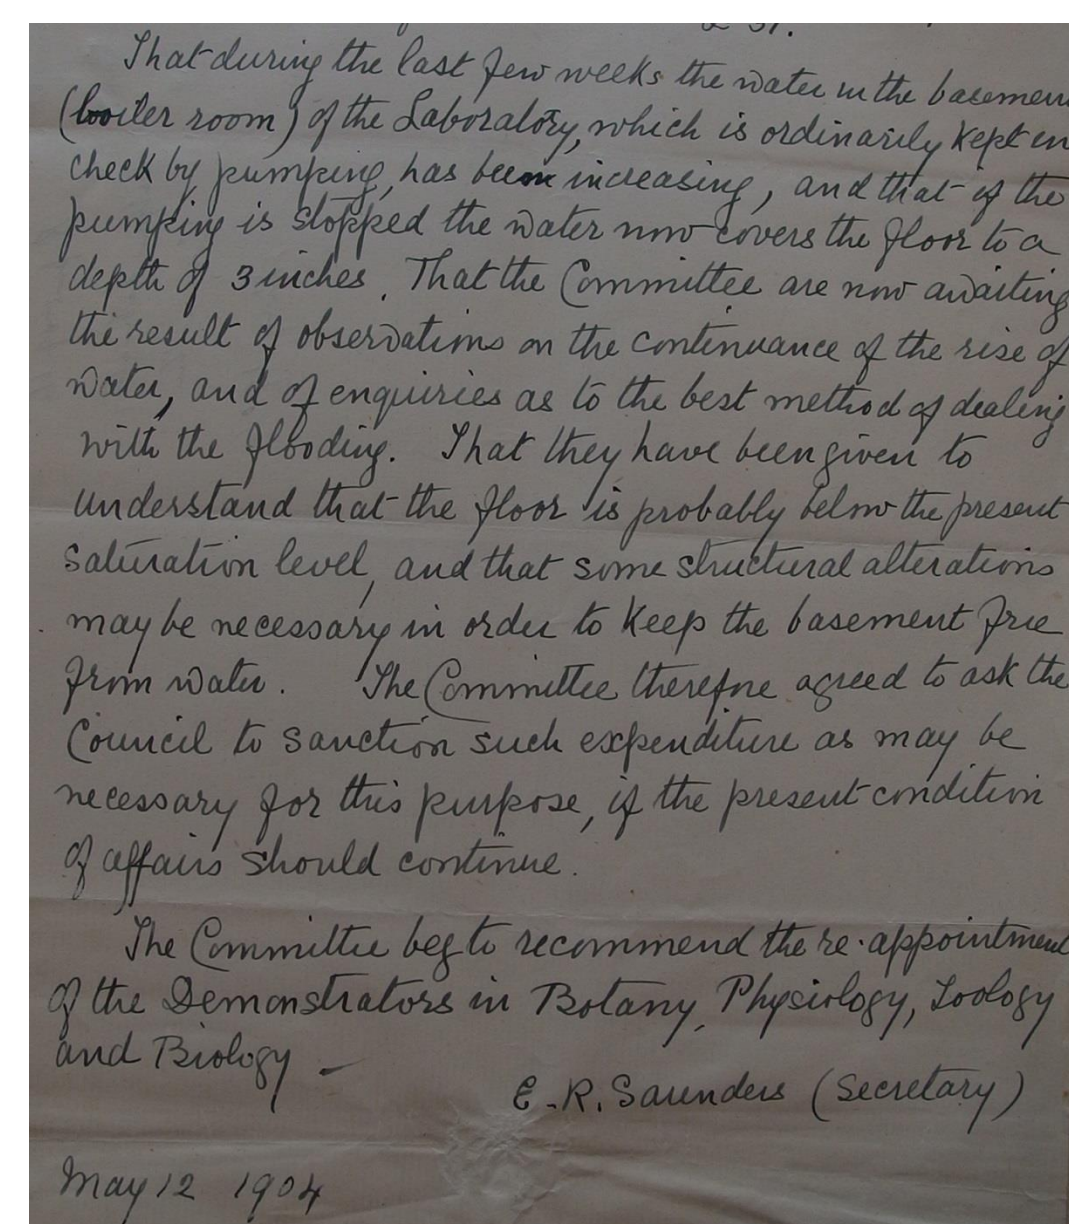 That during the last few weeks the water in the basemen
(boiler room) of the Laboratory, which is ordinarily kept in
check by pumping, has been increasing, and that if the
pumping is stopped the water now covers the floor to a
depth of 3 inches. That the Committee are now awaiting
the result of observations on the continuance of the rise of
water, and of enquiries as to the best method of dealing
with the flooding. That they have been given to
understand that the floor is probably below the present
saturation level, and that some structural alterations
may be necessary in order to keep the basement free
from water. The Committee therefore agreed to ask the
Council to sanction such expenditure as may be
necessary for this purpose, if the present condition
of affairs should continue.
The Committee beg to recommend the re-appointment
of the Demonstrators in Botany, Physiology, Zoology
and Biology -
E. R. Saunders (Secretary)
May 12 1904